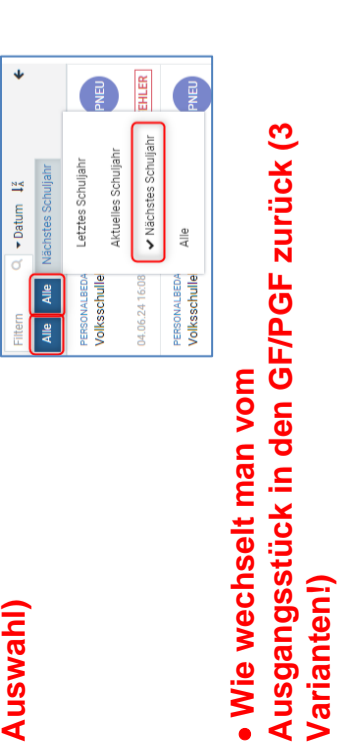 Auswahl)
Filtern
Datum
Alle Alle Nächstes Schuljahr
Letztes Schuljahr
Aktuelles Schuljahr
✔ Nächstes Schuljahr
Alle
PERSONALBEDA
Volksschulle
PNEU
04.06.24 16:08
EHLER
PERSONALBEDA
Volksschulle
PNEU
• Wie wechselt man vom
Ausgangsstück in den GF/PGF zurück (3
Varianten!)